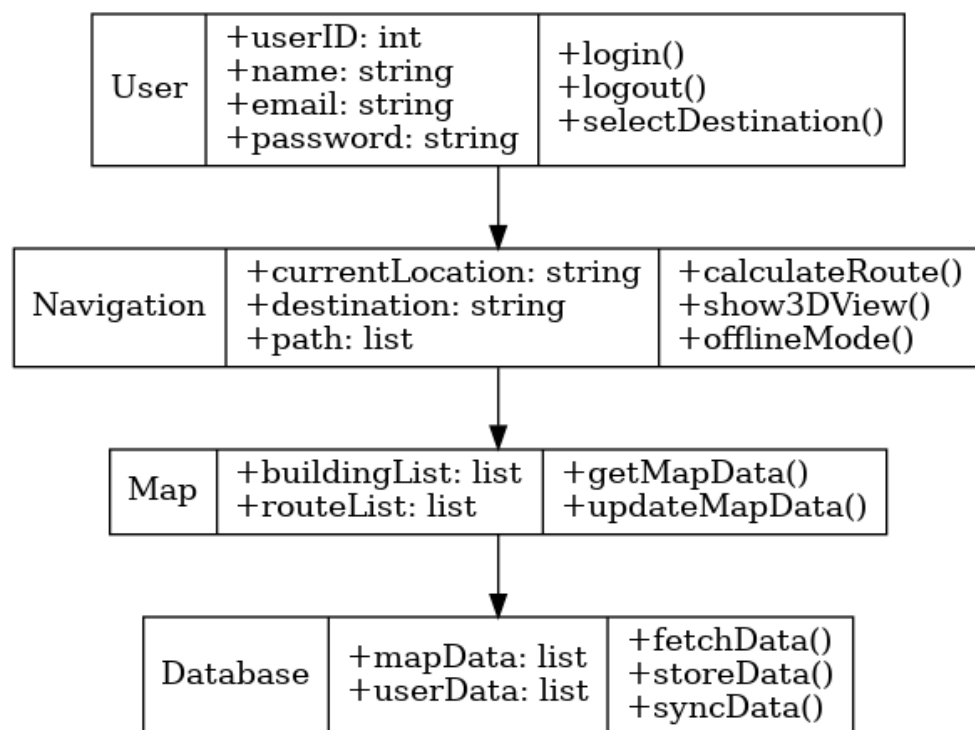 User
+userID: int
+name: string
+email: string
+password: string
+login()
+logout()
+selectDestination()
Navigation
+currentLocation: string
+destination: string
+path: list
+calculateRoute()
+show3DView()
+offlineMode()
Map
+buildingList: list
+routeList: list
+getMapData()
+updateMapData()
Database
+mapData: list
+userData: list
+fetchData()
+storeData()
+syncData()